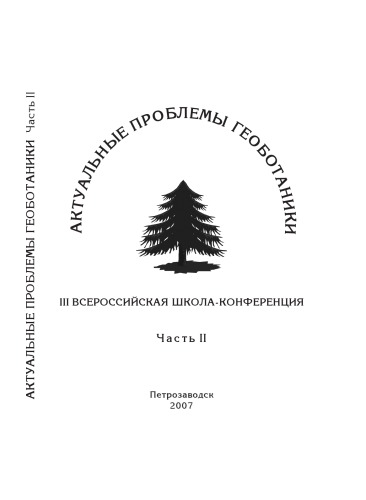 АКТУАЛЬНЫЕ ПРОБЛЕМЫ ГЕОБОТАНИКИ Часть II
АКТУАЛЬНЫЕ ПРОБЛЕМЫ ГЕОБОТАНИКИ
III ВСЕРОССИЙСКАЯ ШКОЛА-КОНФЕРЕНЦИЯ
Часть II
Петрозаводск
2007